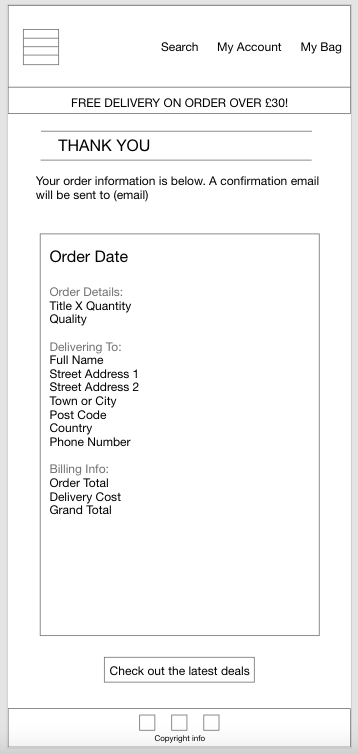 Search My Account My Bag
FREE DELIVERY ON ORDER OVER £30!
THANK YOU
Your order information is below. A confirmation email
will be sent to (email)
Order Date
Order Details:
Title X Quantity
Quality
Delivering To:
Full Name
Street Address 1
Street Address 2
Town or City
Post Code
Country
Phone Number
Billing Info:
Order Total
Delivery Cost
Grand Total
Check out the latest deals
Copyright info